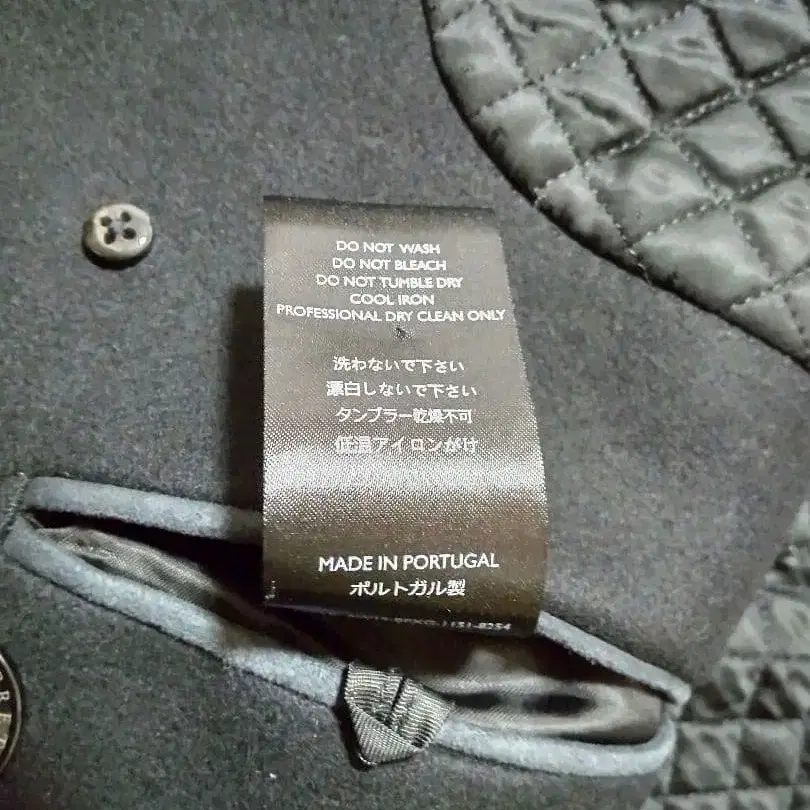 DO NOT WASH
DO NOT BLEACH
DO NOT TUMBLE DRY
COOL IRON
PROFESSIONAL DRY CLEAN ONLY
洗わないで下さい
漂白しないで下さい
タンブラー乾燥不可
低温アイロンがけ
MADE IN PORTUGAL
ポルトガル製